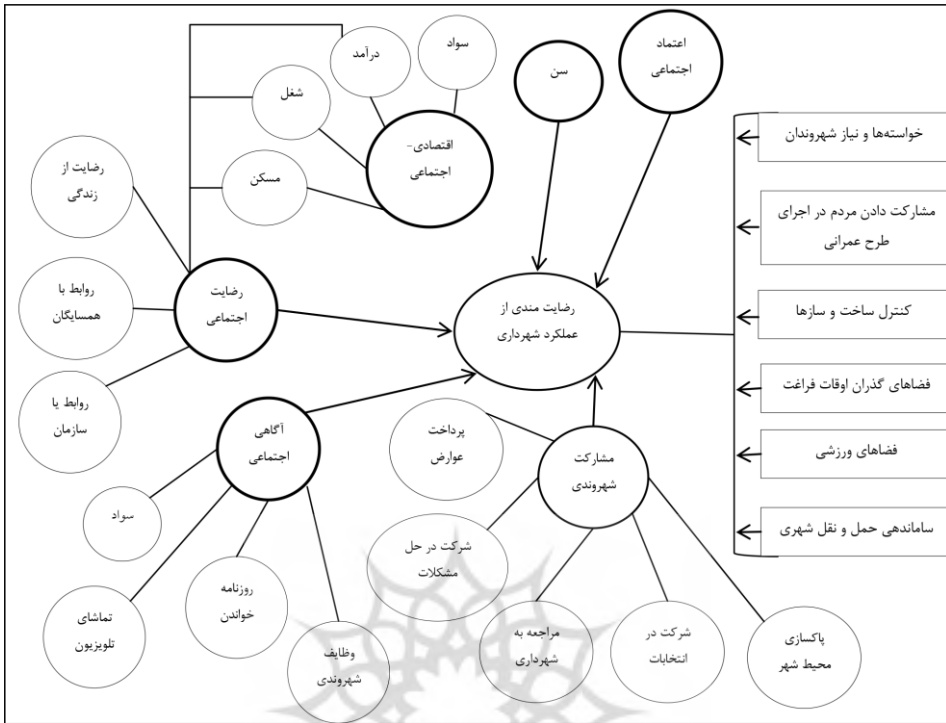 اعتماد
اجتماعی
سن
سواد
درآمد
شغل
مسکن
اقتصادی-
اجتماعی
رضایت از
زندگی
روابط با
همسایگان
روابط یا
سازمان
رضایت
اجتماعی
رضایت مندی از
عملکرد شهرداری
خواسته‌ها و نیاز شهروندان
مشارکت دادن مردم در اجرای
طرح عمرانی
کنترل ساخت و سازها
فضاهای گذران اوقات فراغت
فضاهای ورزشی
ساماندهی حمل و نقل شهری
آگاهی
اجتماعی
سواد
تماشای
تلویزیون
روزنامه
خواندن
وظایف
شهروندی
مشارکت
شهروندی
پرداخت
عوارض
شرکت در حل
مشکلات
مراجعه به
شهرداری
شرکت در
انتخابات
پاکسازی
محیط شهر